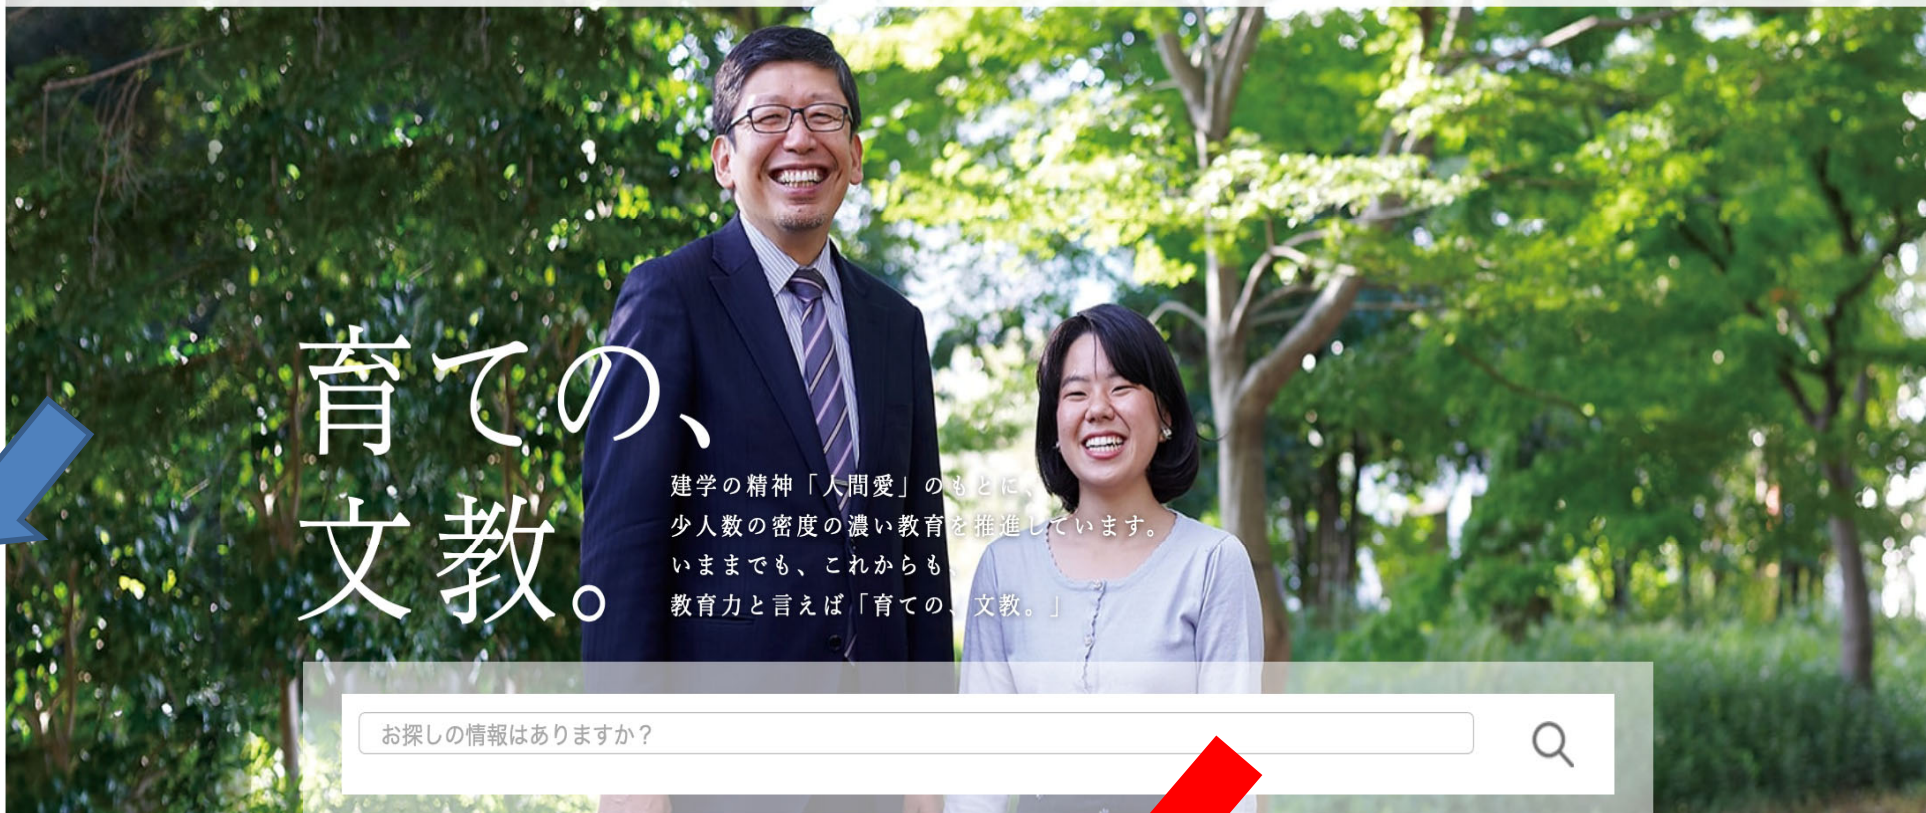 育ての、
文教。
建学の精神「人間愛」のもとに、
少人数の密度の濃い教育を推進しています。
いままでも、これからも、
教育力と言えば「育ての、文教。」
お探しの情報はありますか？